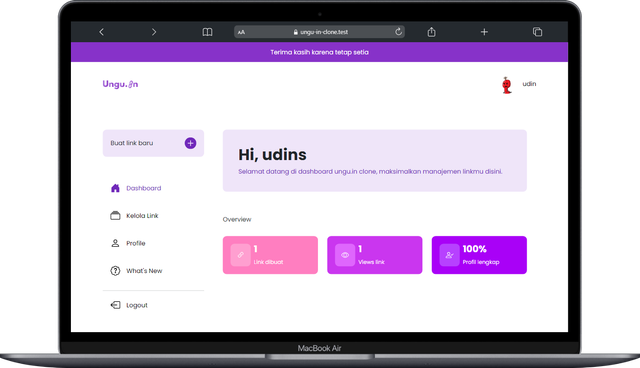 AA
ungu-in-clone.test
Terima kasih karena tetap setia
Ungu.in
udin
Buat link baru
Hi, udins
Selamat datang di dashboard ungu.in clone, maksimalkan manajemen linkmu disini.
Dashboard
Kelola Link
Profile
What's New
Logout
Overview
1
Link dibuat
1
Views link
100%
Profil lengkap
MacBook Air